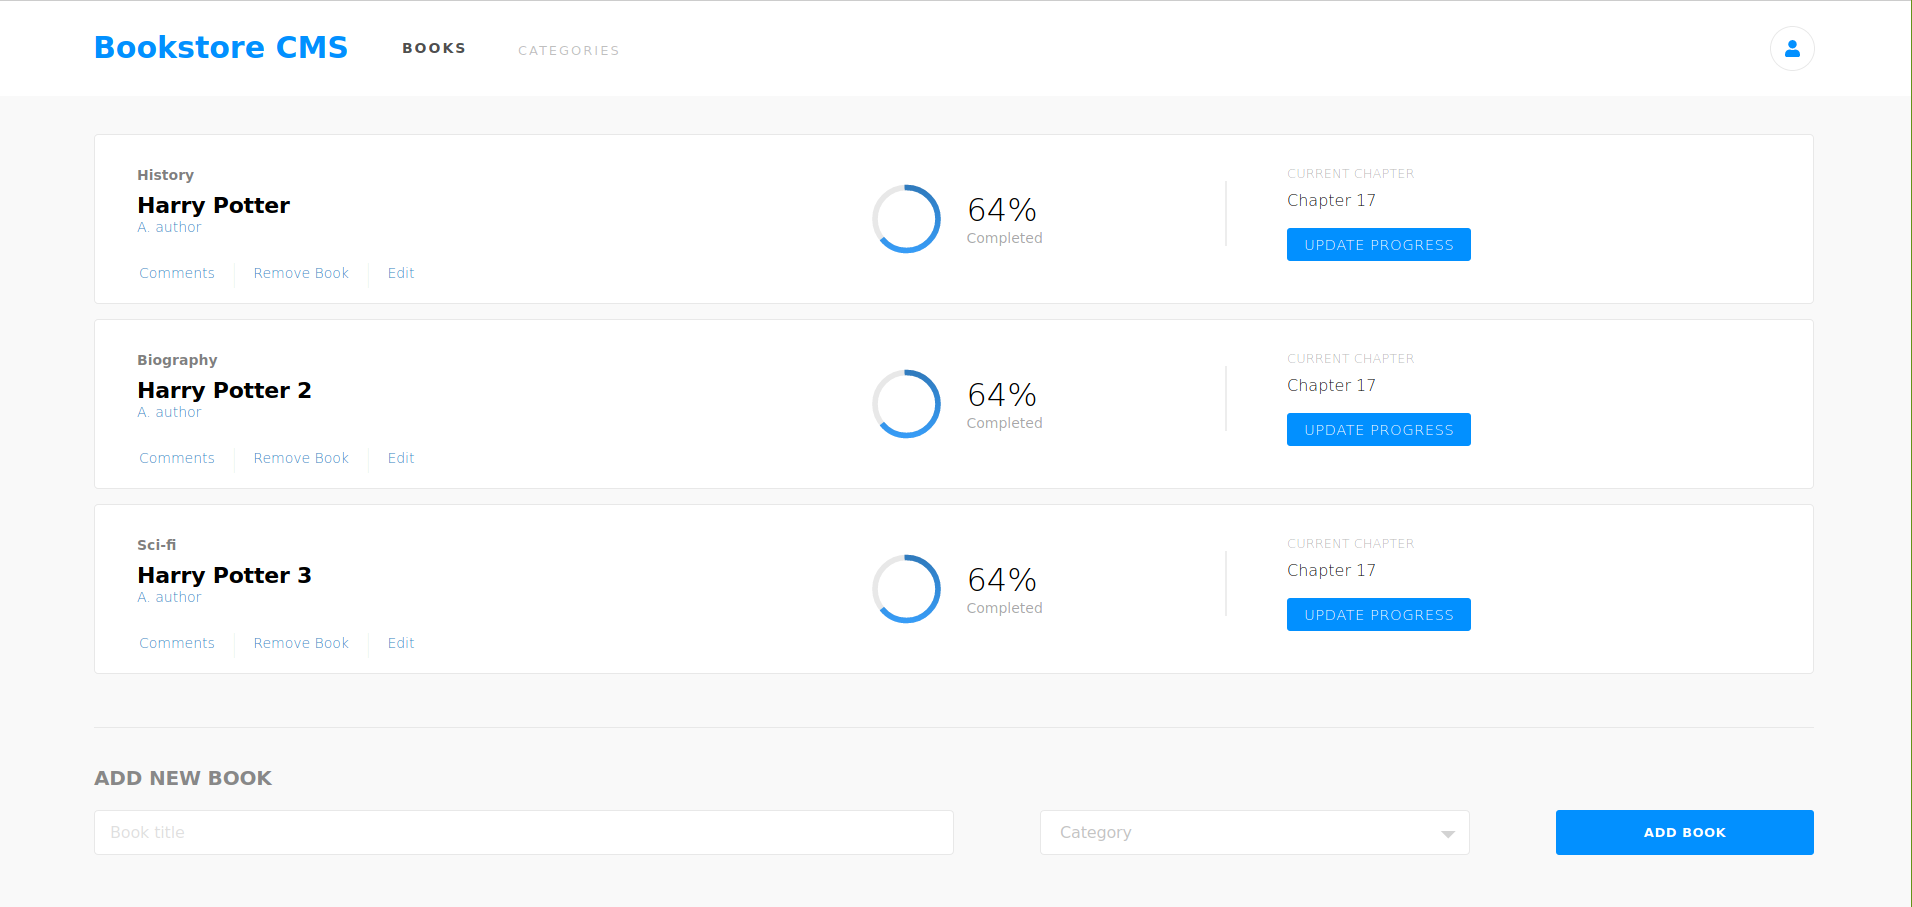 Bookstore CMS BOOKS CATEGORIES
History
Harry Potter
A. author
Comments Remove Book Edit
64%
Completed
CURRENT CHAPTER
Chapter 17
UPDATE PROGRESS
Biography
Harry Potter 2
A. author
Comments Remove Book Edit
64%
Completed
CURRENT CHAPTER
Chapter 17
UPDATE PROGRESS
Sci-fi
Harry Potter 3
A. author
Comments Remove Book Edit
64%
Completed
CURRENT CHAPTER
Chapter 17
UPDATE PROGRESS
ADD NEW BOOK
Book title Category ADD BOOK